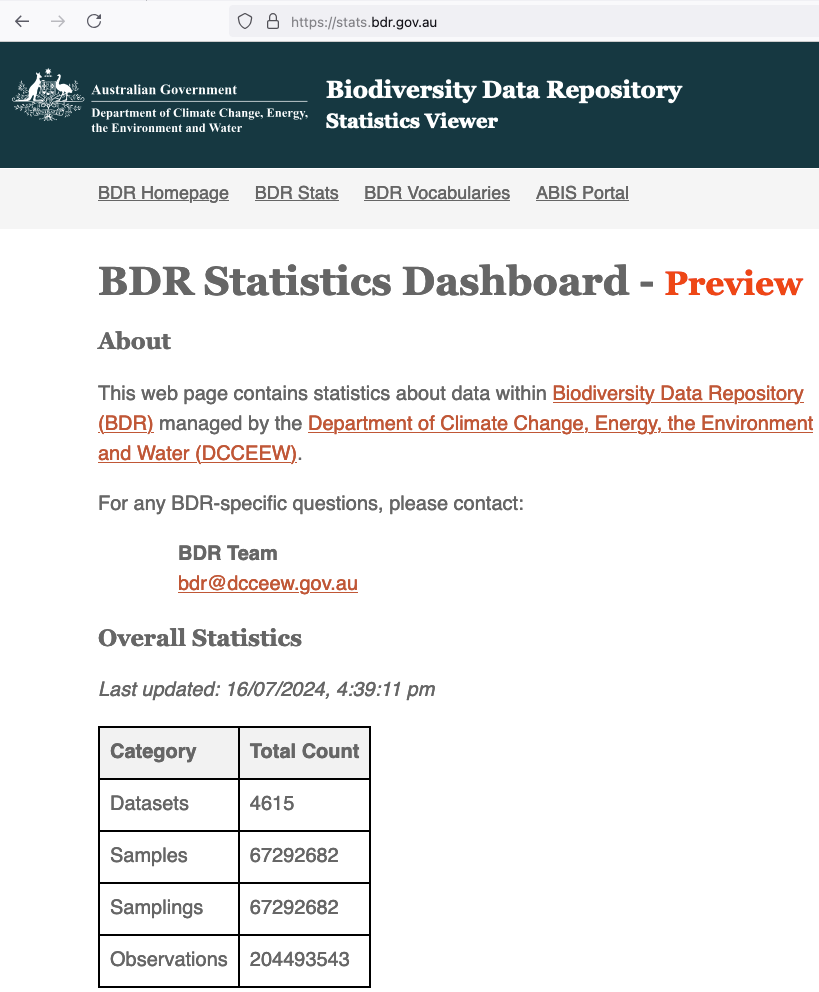 https://stats.bdr.gov.au
Australian Government
Department of Climate Change, Energy,
the Environment and Water
Biodiversity Data Repository
Statistics Viewer
BDR Homepage BDR Stats BDR Vocabularies ABIS Portal
BDR Statistics Dashboard - Preview
About
This web page contains statistics about data within Biodiversity Data Repository
(BDR) managed by the Department of Climate Change, Energy, the Environment
and Water (DCCEEW).
For any BDR-specific questions, please contact:
BDR Team
bdr@dcceew.gov.au
Overall Statistics
Last updated: 16/07/2024, 4:39:11 pm
Category Total Count
Datasets 4615
Samples 67292682
Samplings 67292682
Observations 204493543